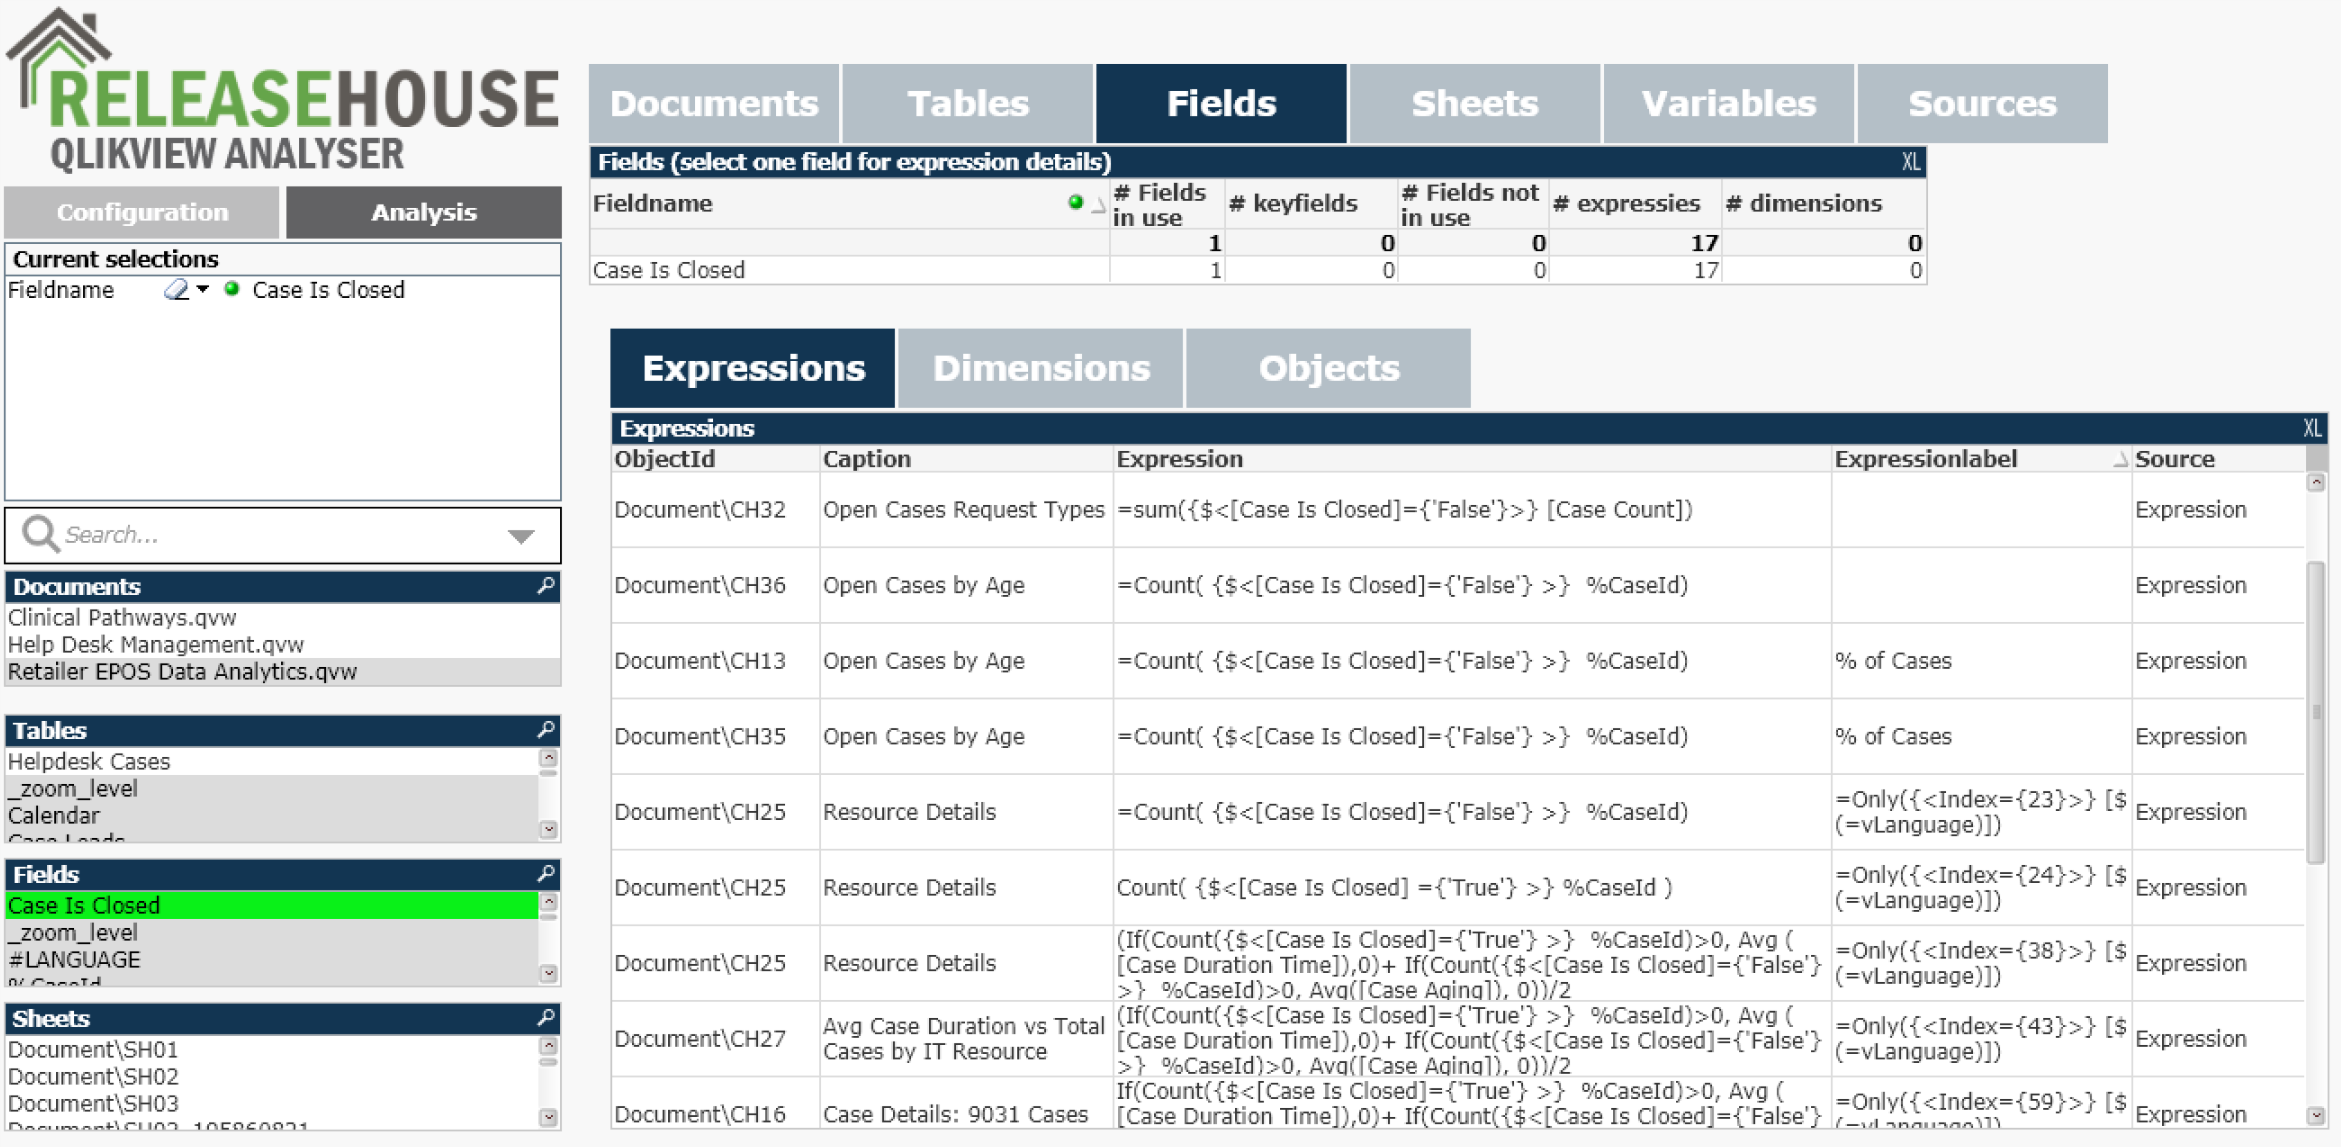 RELEASEHOUSE
QLIKVIEW ANALYSER
Configuration Analysis
Current selections
Fieldname Case Is Closed
Search...
Documents
Clinical Pathways.qvw
Help Desk Management.qvw
Retailer EPOS Data Analytics.qvw
Tables
Helpdesk Cases
_zoom_level
Calendar
Case Leads
Fields
Case Is Closed
_zoom_level
#LANGUAGE
%CaseId
Sheets
Document\SH01
Document\SH02
Document\SH03
Document\SH03_105860821
Documents Tables Fields Sheets Variables Sources
Fields (select one field for expression details) XL
Fieldname # Fields in use # keyfields # Fields not in use # expressies # dimensions
1 0 0 17 0
Case Is Closed 1 0 0 17 0
Expressions Dimensions Objects
Expressions XL
ObjectId Caption Expression Expressionlabel Source
Document\CH32 Open Cases Request Types =sum({$<[Case Is Closed]={'False'}>} [Case Count]) Expression
Document\CH36 Open Cases by Age =Count( {$<[Case Is Closed]={'False'} >}  %CaseId) Expression
Document\CH13 Open Cases by Age =Count( {$<[Case Is Closed]={'False'} >}  %CaseId) % of Cases Expression
Document\CH35 Open Cases by Age =Count( {$<[Case Is Closed]={'False'} >}  %CaseId) % of Cases Expression
Document\CH25 Resource Details =Count( {$<[Case Is Closed]={'False'} >}  %CaseId) =Only({<Index={23}>} [$(=vLanguage)]) Expression
Document\CH25 Resource Details Count( {$<[Case Is Closed] ={'True'} >} %CaseId ) =Only({<Index={24}>} [$(=vLanguage)]) Expression
Document\CH25 Resource Details (If(Count({$<[Case Is Closed]={'True'} >}  %CaseId)>0, Avg (
[Case Duration Time]),0)+ If(Count({$<[Case Is Closed]={'False'}
>}  %CaseId)>0, Avg([Case Aging]), 0))/2 =Only({<Index={38}>} [$(=vLanguage)]) Expression
Document\CH27 Avg Case Duration vs Total Cases by IT Resource (If(Count({$<[Case Is Closed]={'True'} >}  %CaseId)>0, Avg (
[Case Duration Time]),0)+ If(Count({$<[Case Is Closed]={'False'}
>}  %CaseId)>0, Avg([Case Aging]), 0))/2 =Only({<Index={43}>} [$(=vLanguage)]) Expression
Document\CH16 Case Details: 9031 Cases If(Count({$<[Case Is Closed]={'True'} >}  %CaseId)>0, Avg (
[Case Duration Time]),0)+ If(Count({$<[Case Is Closed]={'False'} =Only({<Index={59}>} [$(=vLanguage)]) Expression